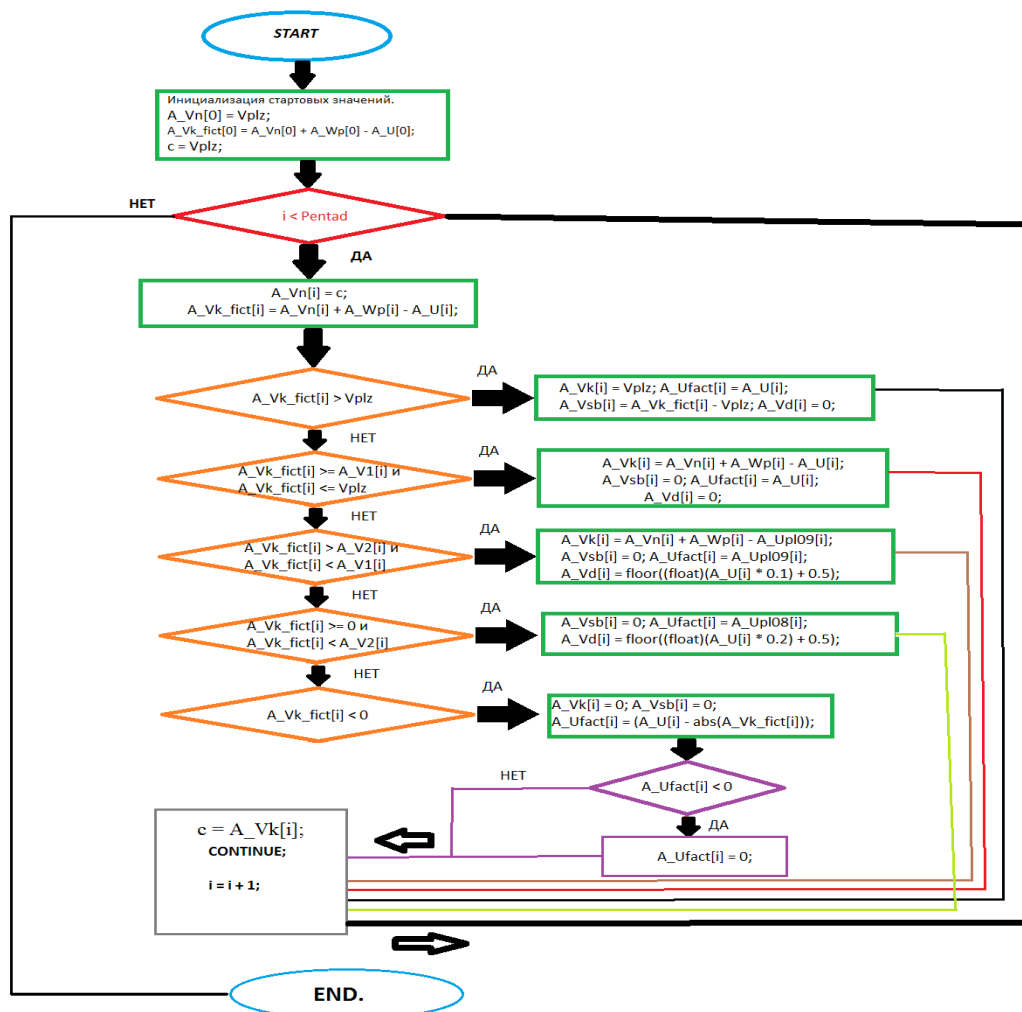 START
Инициализация стартовых значений.
A_Vn[0] = Vplz;
A_Vk_fict[0] = A_Vn[0] + A_Wp[0] - A_U[0];
c = Vplz;
НЕТ
i < Pentad
ДА
A_Vn[i] = c;
A_Vk_fict[i] = A_Vn[i] + A_Wp[i] - A_U[i];
A_Vk_fict[i] > Vplz
ДА
A_Vk[i] = Vplz; A_Ufact[i] = A_U[i];
A_Vsb[i] = A_Vk_fict[i] - Vplz; A_Vd[i] = 0;
НЕТ
A_Vk_fict[i] >= A_V1[i] и
A_Vk_fict[i] <= Vplz
ДА
A_Vk[i] = A_Vn[i] + A_Wp[i] - A_U[i];
A_Vsb[i] = 0; A_Ufact[i] = A_U[i];
A_Vd[i] = 0;
НЕТ
A_Vk_fict[i] > A_V2[i] и
A_Vk_fict[i] < A_V1[i]
ДА
A_Vk[i] = A_Vn[i] + A_Wp[i] - A_Upl09[i];
A_Vsb[i] = 0; A_Ufact[i] = A_Upl09[i];
A_Vd[i] = floor((float)(A_U[i] * 0.1) + 0.5);
НЕТ
A_Vk_fict[i] >= 0 и
A_Vk_fict[i] < A_V2[i]
ДА
A_Vsb[i] = 0; A_Ufact[i] = A_Upl08[i];
A_Vd[i] = floor((float)(A_U[i] * 0.2) + 0.5);
НЕТ
A_Vk_fict[i] < 0
ДА
A_Vk[i] = 0; A_Vsb[i] = 0;
A_Ufact[i] = (A_U[i] - abs(A_Vk_fict[i]));
НЕТ
A_Ufact[i] < 0
ДА
A_Ufact[i] = 0;
c = A_Vk[i];
CONTINUE;
i = i + 1;
END.